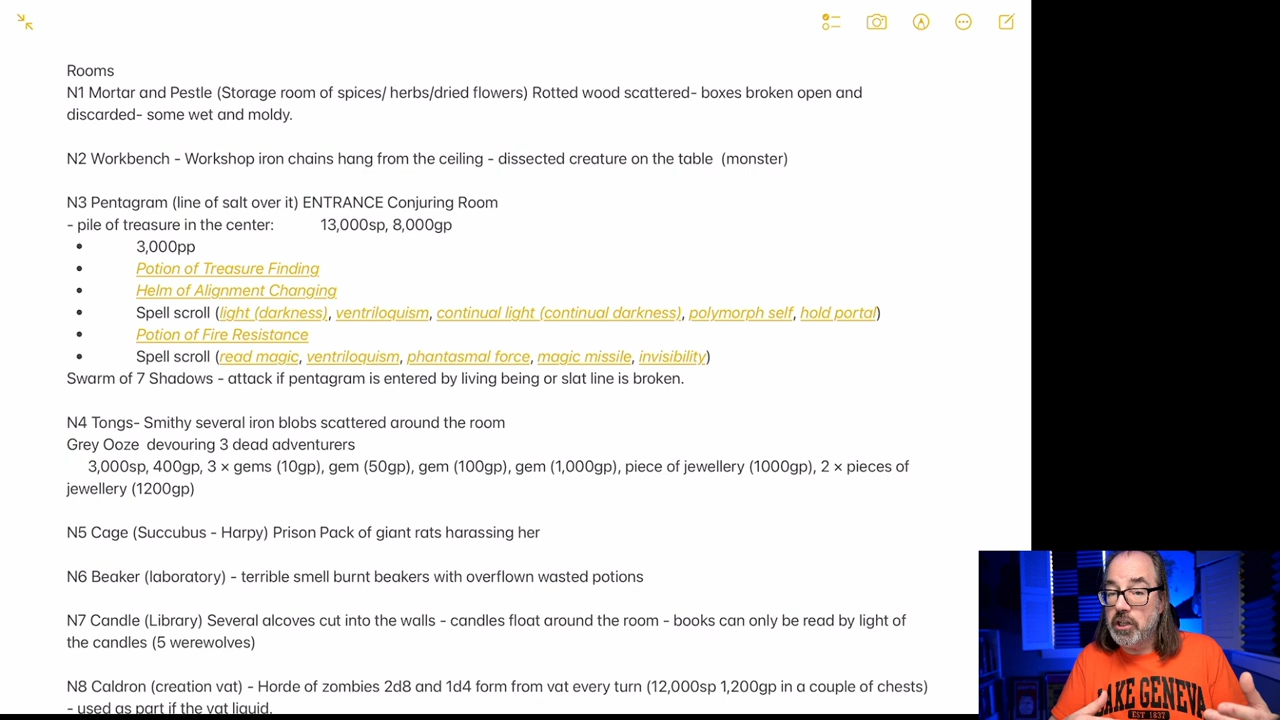 Rooms
N1 Mortar and Pestle (Storage room of spices/ herbs/dried flowers) Rotted wood scattered- boxes broken open and
discarded- some wet and moldy.
N2 Workbench - Workshop iron chains hang from the ceiling - dissected creature on the table  (monster)
N3 Pentagram (line of salt over it) ENTRANCE Conjuring Room
- pile of treasure in the center: 13,000sp, 8,000gp
• 3,000pp
• Potion of Treasure Finding
• Helm of Alignment Changing
• Spell scroll (light (darkness), ventriloquism, continual light (continual darkness), polymorph self, hold portal)
• Potion of Fire Resistance
• Spell scroll (read magic, ventriloquism, phantasmal force, magic missile, invisibility)
Swarm of 7 Shadows - attack if pentagram is entered by living being or slat line is broken.
N4 Tongs- Smithy several iron blobs scattered around the room
Grey Ooze  devouring 3 dead adventurers
3,000sp, 400gp, 3 × gems (10gp), gem (50gp), gem (100gp), gem (1,000gp), piece of jewellery (1000gp), 2 × pieces of
jewellery (1200gp)
N5 Cage (Succubus - Harpy) Prison Pack of giant rats harassing her
N6 Beaker (laboratory) - terrible smell burnt beakers with overflown wasted potions
N7 Candle (Library) Several alcoves cut into the walls - candles float around the room - books can only be read by light of
the candles (5 werewolves)
N8 Caldron (creation vat) - Horde of zombies 2d8 and 1d4 form from vat every turn (12,000sp 1,200gp in a couple of chests)
- used as part if the vat liquid.
LAKE GENEVA
EST 1837